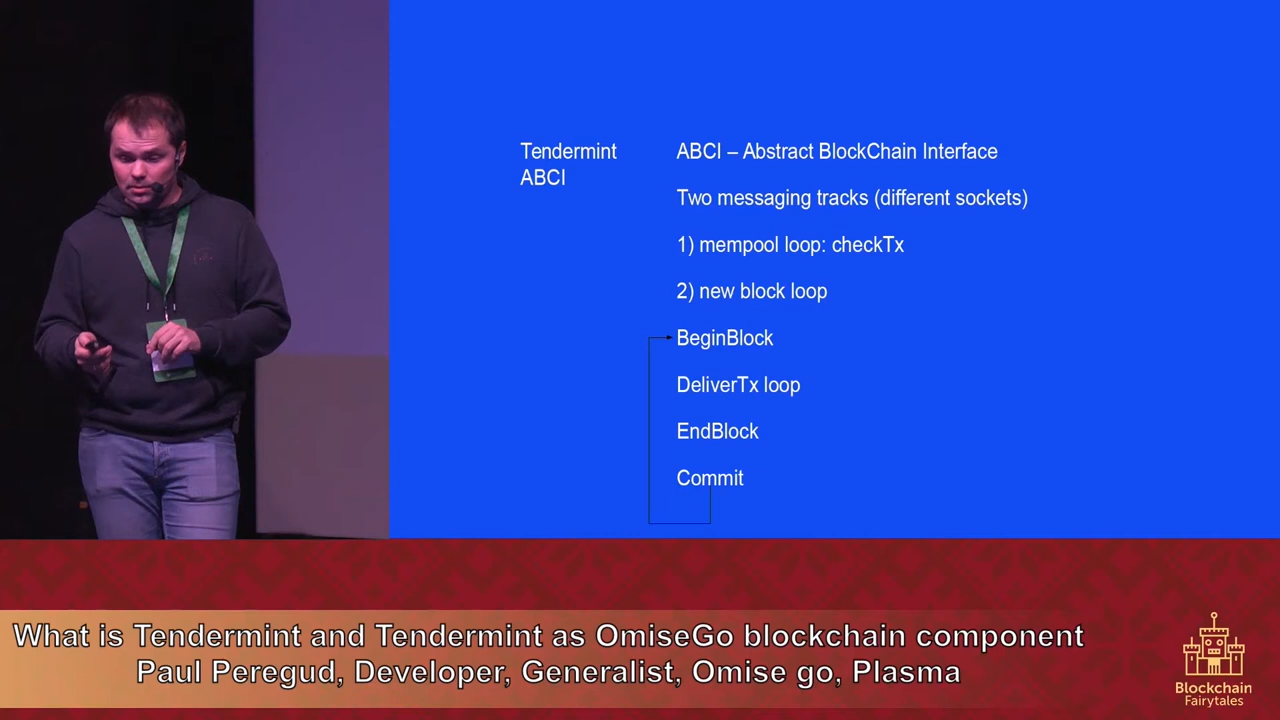 Tendermint
ABCI
ABCI – Abstract BlockChain Interface
Two messaging tracks (different sockets)
1) mempool loop: checkTx
2) new block loop
BeginBlock
DeliverTx loop
EndBlock
Commit
What is Tendermint and Tendermint as OmiseGo blockchain component
Paul Peregud, Developer, Generalist, Omise go, Plasma
Blockchain
Fairytales